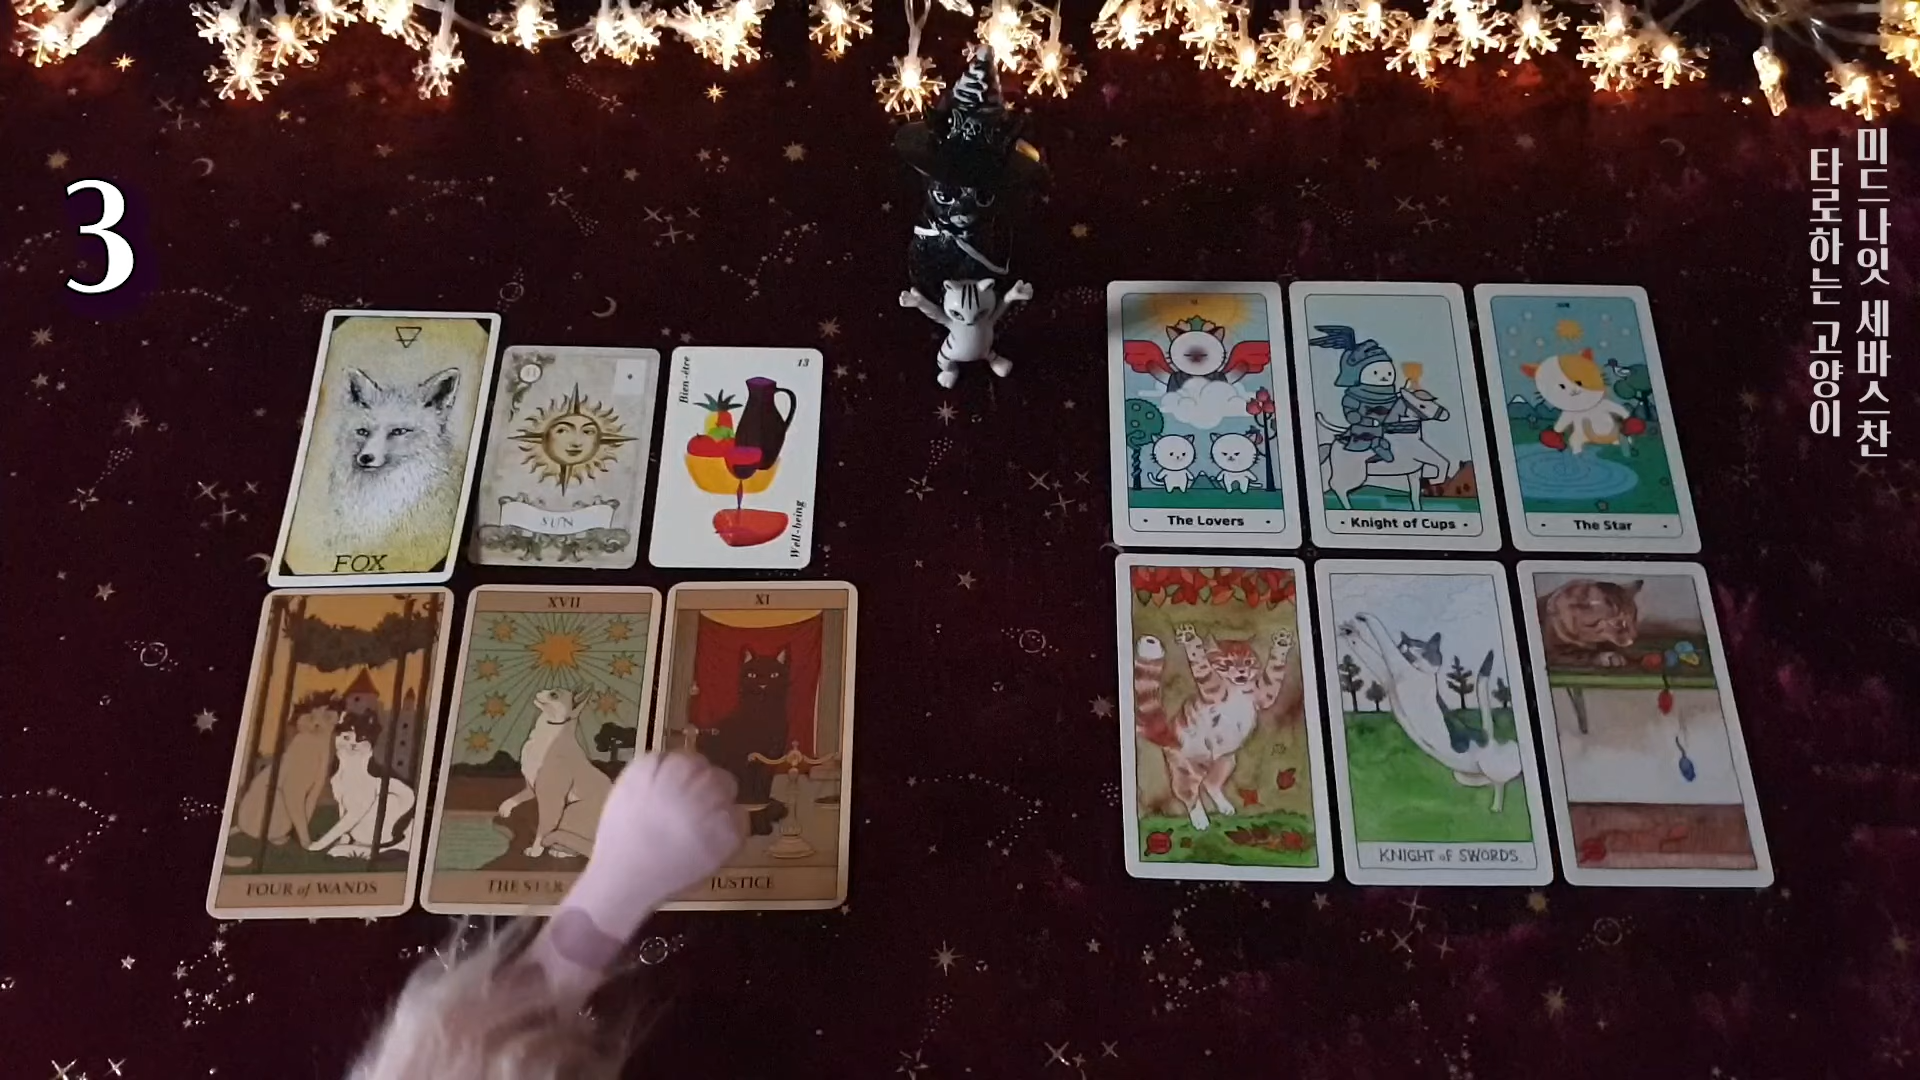 3
미드나잇 세바스찬
타로하는 고양이
FOX
SUN
Bien-être
13
Well-being
FOUR of WANDS
XVII
THE STAR
XI
JUSTICE
The Lovers
Knight of Cups
The Star
KNIGHT of SWORDS.